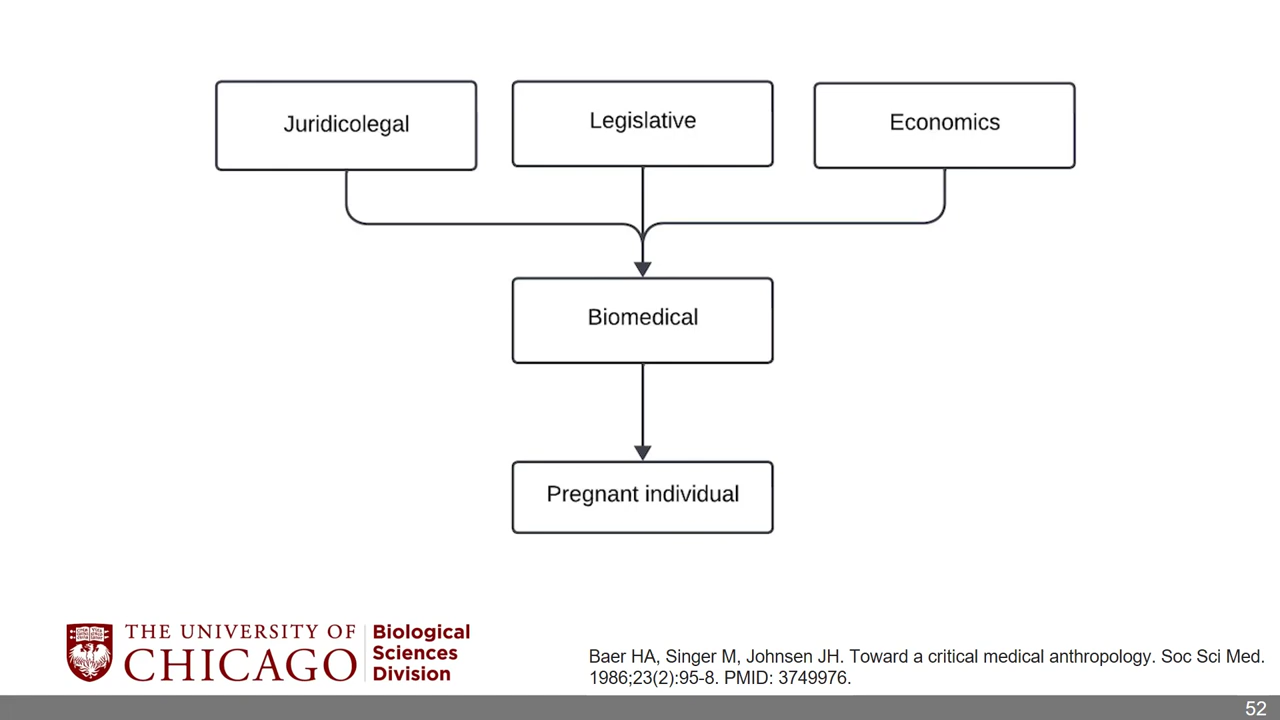 Juridicolegal
Legislative
Economics
Biomedical
Pregnant individual
THE UNIVERSITY OF
CHICAGO
Biological
Sciences
Division
Baer HA, Singer M, Johnsen JH. Toward a critical medical anthropology. Soc Sci Med.
1986;23(2):95-8. PMID: 3749976.
52